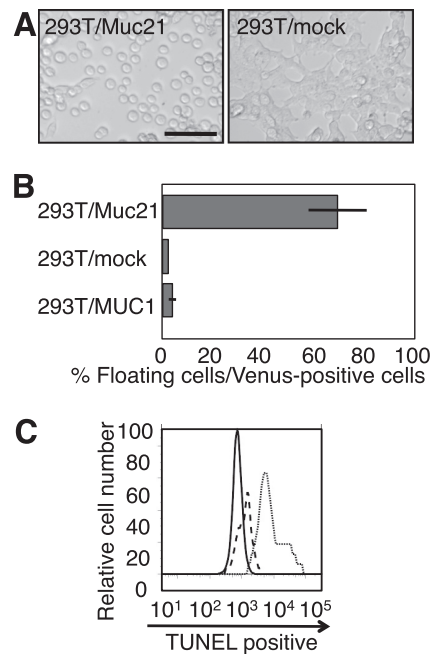 A
293T/Muc21
293T/mock
B
293T/Muc21
293T/mock
293T/MUC1
0 20 40 60 80 100
% Floating cells/Venus-positive cells
C
Relative cell number
100
80
60
40
20
0
10¹ 10² 10³ 10⁴ 10⁵
TUNEL positive